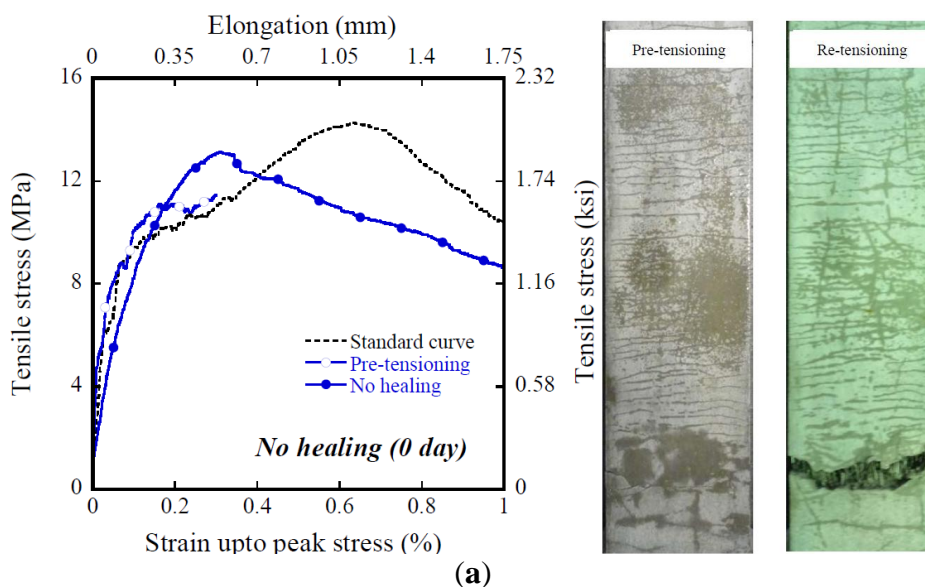 Elongation (mm)
0 0.35 0.7 1.05 1.4 1.75
16 2.32
12 1.74
8 1.16
4 0.58
0 0
Tensile stress (MPa)
Tensile stress (ksi)
Standard curve
Pre-tensioning
No healing
No healing (0 day)
0 0.2 0.4 0.6 0.8 1
Strain upto peak stress (%)
Pre-tensioning
Re-tensioning
(a)